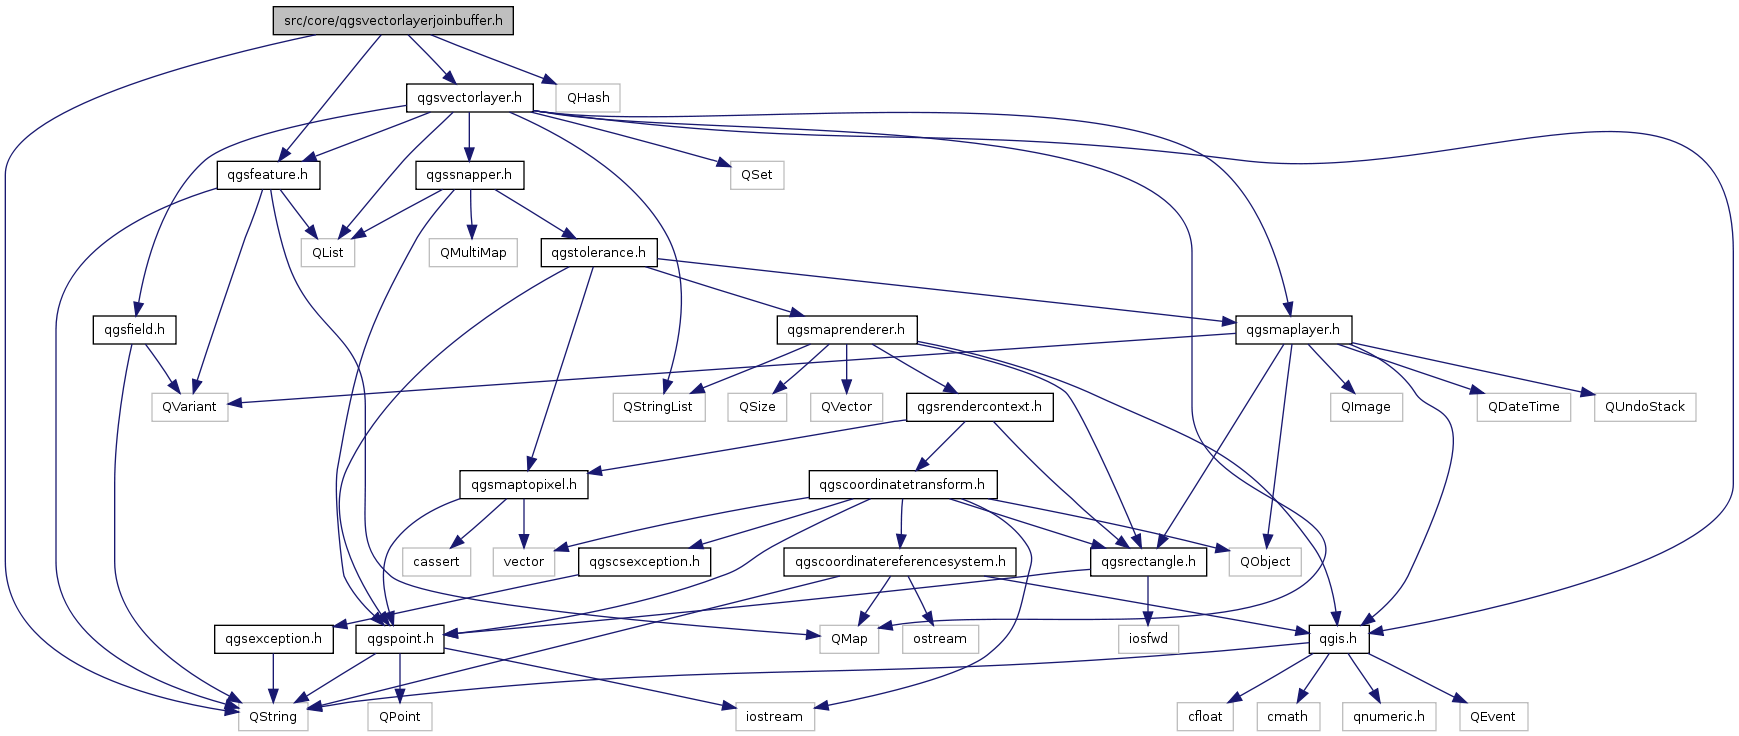 src/core/qgsvectorlayerjoinbuffer.h
qgsvectorlayer.h
QHash
qgsfeature.h
qgssnapper.h
QSet
QList
QMultiMap
qgstolerance.h
qgsfield.h
qgsmaprenderer.h
qgsmaplayer.h
QVariant
QStringList
QSize
QVector
qgsrendercontext.h
QImage
QDateTime
QUndoStack
qgsmaptopixel.h
qgscoordinatetransform.h
cassert
vector
qgscsexception.h
qgscoordinatereferencesystem.h
qgsrectangle.h
QObject
qgsexception.h
qgspoint.h
QMap
ostream
iosfwd
qgis.h
QString
QPoint
iostream
cfloat
cmath
qnumeric.h
QEvent